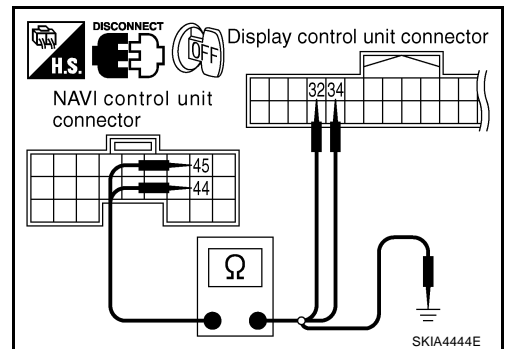 DISCONNECT
H.S.
OFF
Display control unit connector
NAVI control unit
connector
32 34
45
44
Ω
SKIA4444E